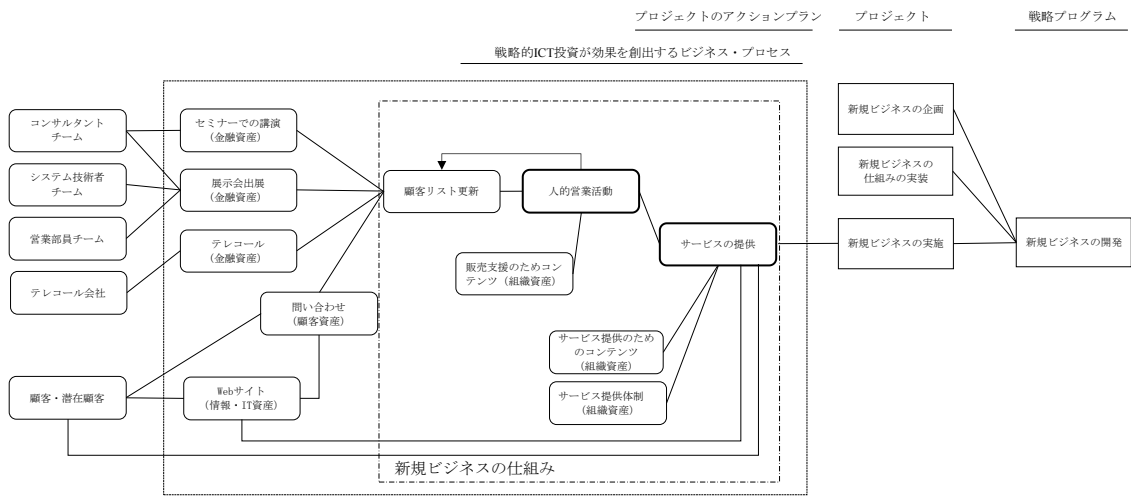 プロジェクトのアクションプラン
プロジェクト
戦略プログラム
戦略的ICT投資が効果を創出するビジネス・プロセス
コンサルタント
チーム
システム技術者
チーム
営業部員チーム
テレコール会社
顧客・潜在顧客
セミナーでの講演
(金融資産)
展示会出展
(金融資産)
テレコール
(金融資産)
問い合わせ
(顧客資産)
Webサイト
(情報・IT資産)
顧客リスト更新
人的営業活動
販売支援のためコン
テンツ(組織資産)
サービスの提供
サービス提供のため
のコンテンツ
(組織資産)
サービス提供体制
(組織資産)
新規ビジネスの仕組み
新規ビジネスの企画
新規ビジネスの
仕組みの実装
新規ビジネスの実施
新規ビジネスの開発